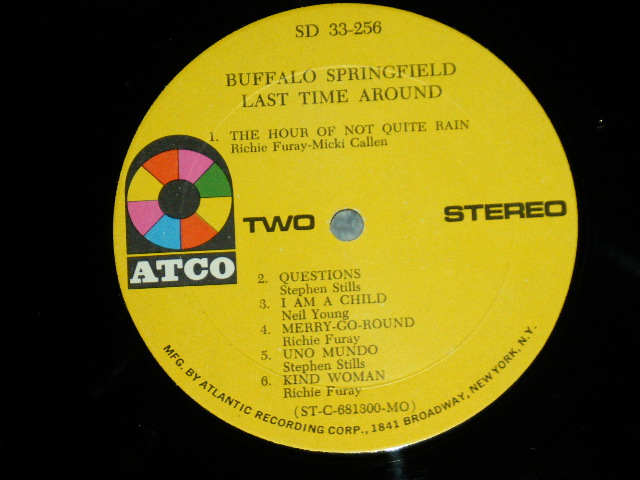 SD 33-256
BUFFALO SPRINGFIELD
LAST TIME AROUND
1. THE HOUR OF NOT QUITE RAIN
Richie Furay-Micki Callen
ATCO
TWO
STEREO
2. QUESTIONS
Stephen Stills
3. I AM A CHILD
Neil Young
4. MERRY-GO-ROUND
Richie Furay
5. UNO MUNDO
Stephen Stills
6. KIND WOMAN
Richie Furay
(ST-C-681300-MO)
MFG. BY ATLANTIC RECORDING CORP., 1841 BROADWAY, NEW YORK, N.Y.